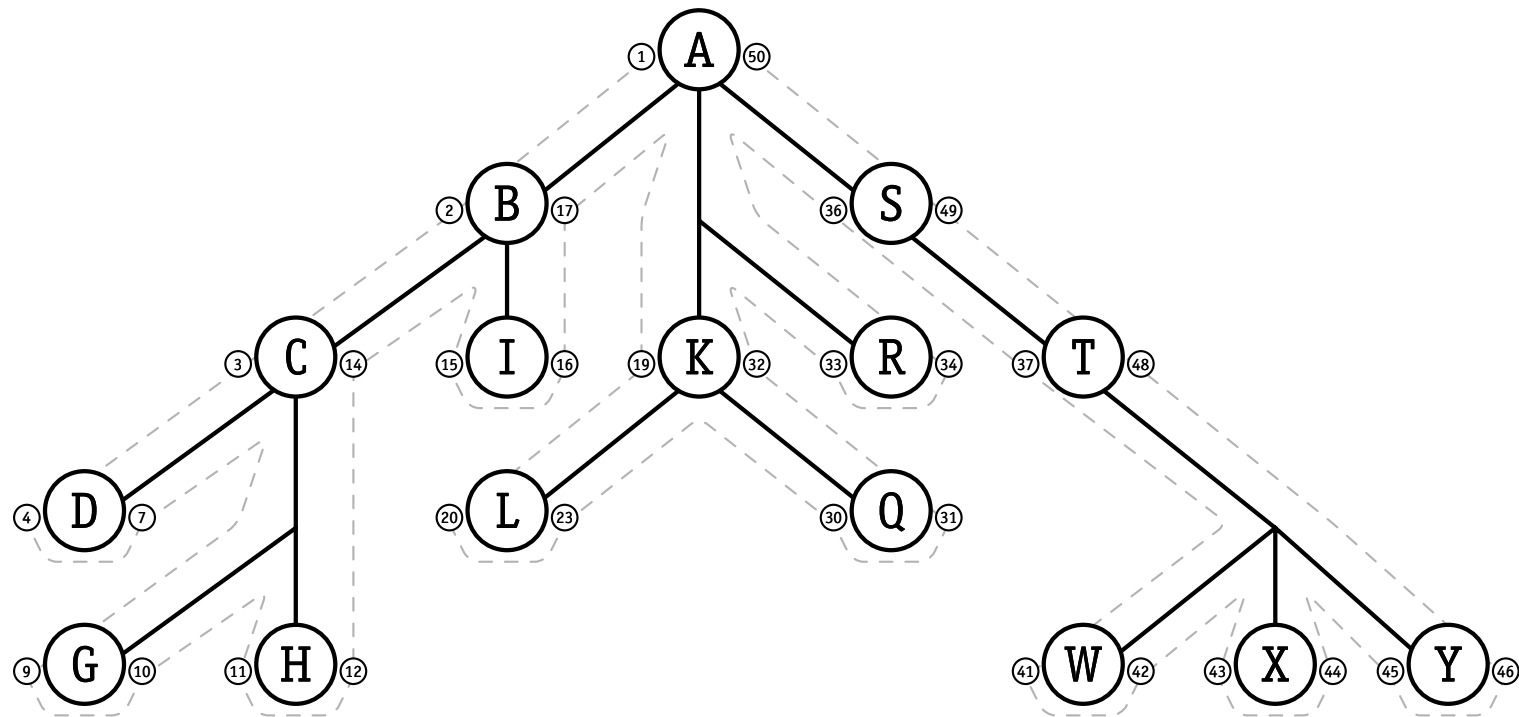 1 A 50
2 B 17 36 S 49
3 C 14 15 I 16 19 K 32 33 R 34 37 T 48
4 D 7 20 L 23 30 Q 31
9 G 10 11 H 12 41 W 42 43 X 44 45 Y 46